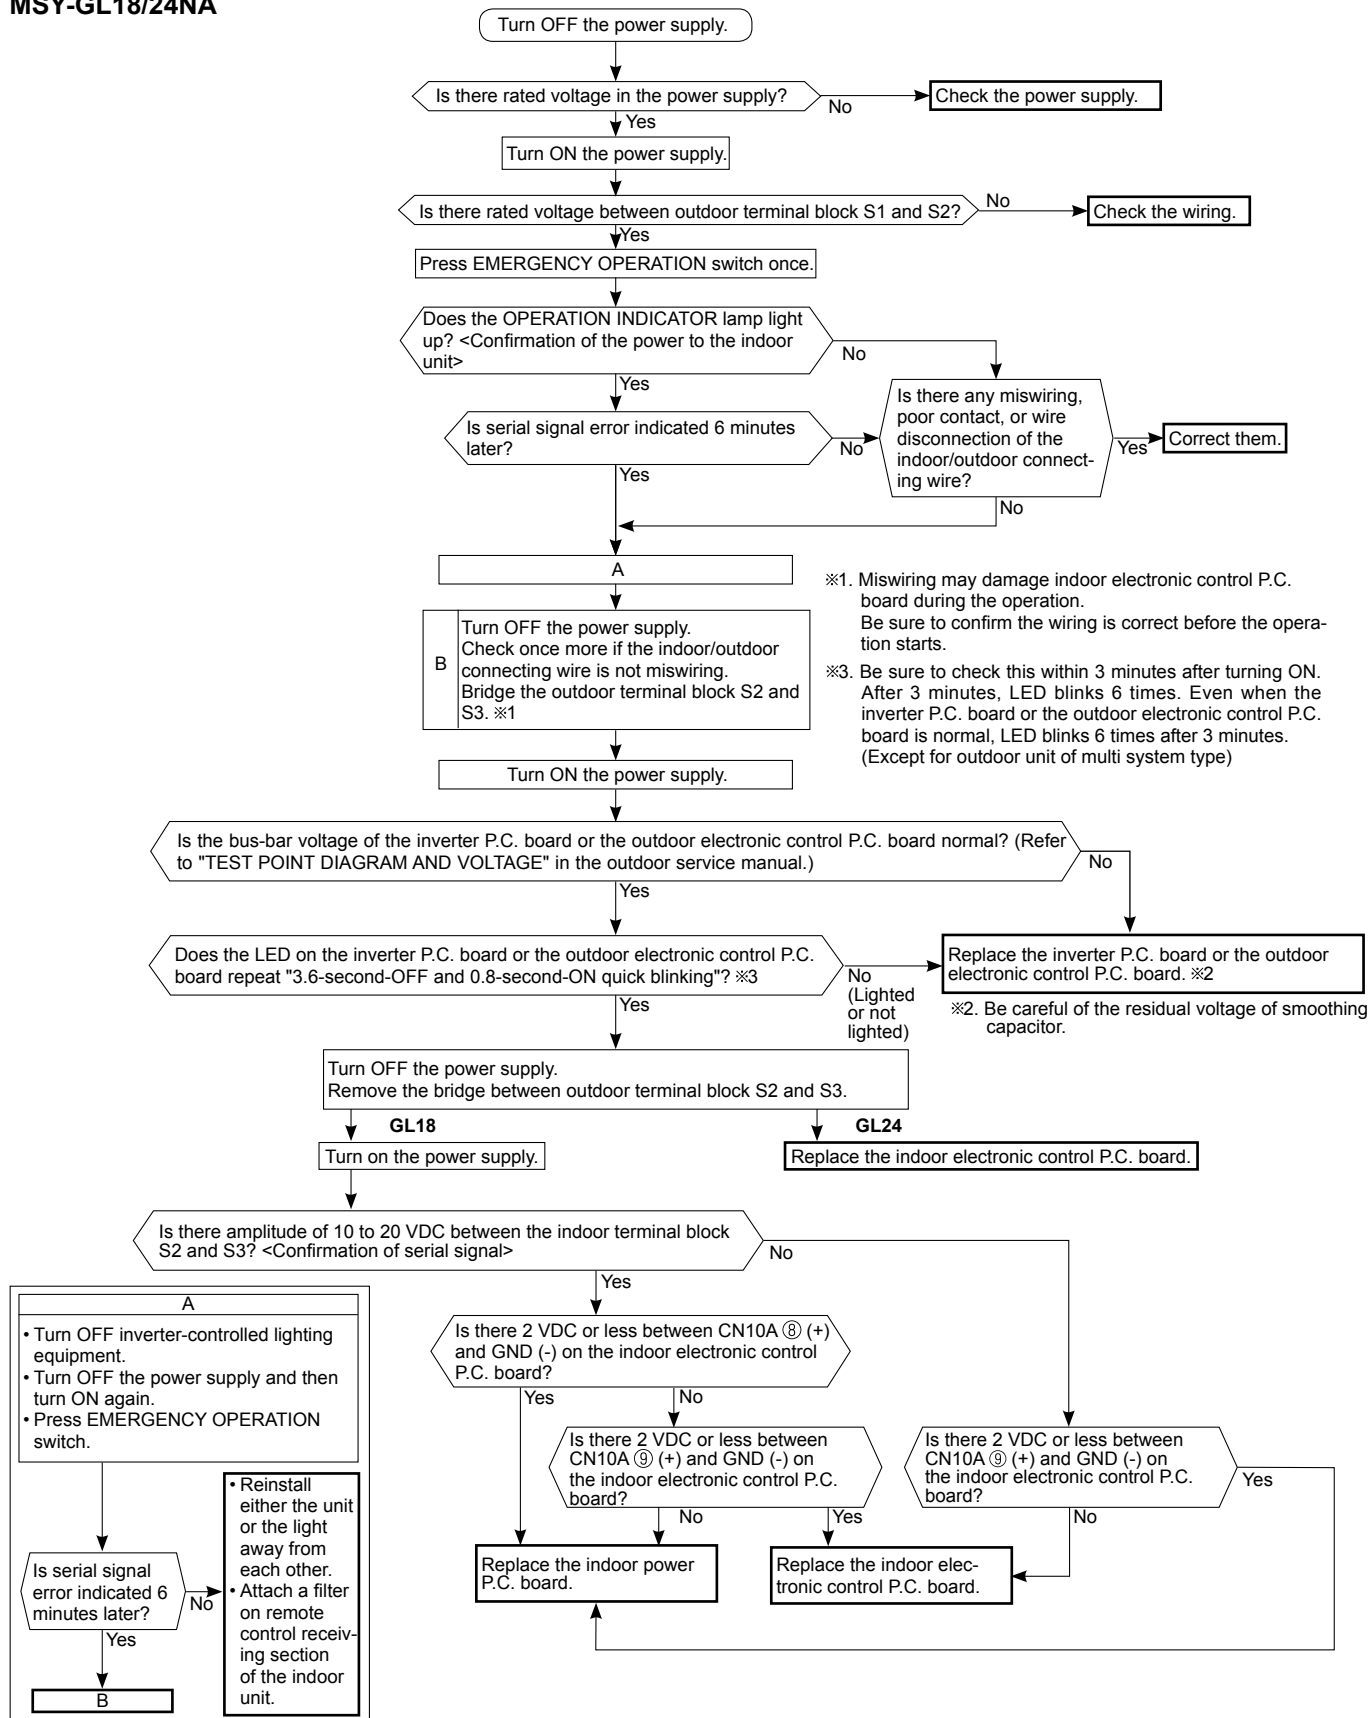 MSY-GL18/24NA
Turn OFF the power supply.
Is there rated voltage in the power supply?
No
Check the power supply.
Yes
Turn ON the power supply.
Is there rated voltage between outdoor terminal block S1 and S2?
No
Check the wiring.
Yes
Press EMERGENCY OPERATION switch once.
Does the OPERATION INDICATOR lamp light
up? <Confirmation of the power to the indoor
unit>
No
Yes
Is serial signal error indicated 6 minutes
later?
No
Yes
Is there any miswiring,
poor contact, or wire
disconnection of the
indoor/outdoor connect-
ing wire?
Yes
Correct them.
No
A
B
Turn OFF the power supply.
Check once more if the indoor/outdoor
connecting wire is not miswiring.
Bridge the outdoor terminal block S2 and
S3. ※1
※1. Miswiring may damage indoor electronic control P.C.
board during the operation.
Be sure to confirm the wiring is correct before the opera-
tion starts.
※3. Be sure to check this within 3 minutes after turning ON.
After 3 minutes, LED blinks 6 times. Even when the
inverter P.C. board or the outdoor electronic control P.C.
board is normal, LED blinks 6 times after 3 minutes.
(Except for outdoor unit of multi system type)
Turn ON the power supply.
Is the bus-bar voltage of the inverter P.C. board or the outdoor electronic control P.C. board normal? (Refer
to "TEST POINT DIAGRAM AND VOLTAGE" in the outdoor service manual.)
No
Yes
Does the LED on the inverter P.C. board or the outdoor electronic control P.C.
board repeat "3.6-second-OFF and 0.8-second-ON quick blinking"? ※3
No
(Lighted
or not
lighted)
Yes
Replace the inverter P.C. board or the outdoor
electronic control P.C. board. ※2
※2. Be careful of the residual voltage of smoothing
capacitor.
Turn OFF the power supply.
Remove the bridge between outdoor terminal block S2 and S3.
GL18
GL24
Turn on the power supply.
Replace the indoor electronic control P.C. board.
Is there amplitude of 10 to 20 VDC between the indoor terminal block
S2 and S3? <Confirmation of serial signal>
No
Yes
Is there 2 VDC or less between CN10A ⑧ (+)
and GND (-) on the indoor electronic control
P.C. board?
Yes
No
Is there 2 VDC or less between
CN10A ⑨ (+) and GND (-) on
the indoor electronic control P.C.
board?
No
Yes
Is there 2 VDC or less between
CN10A ⑨ (+) and GND (-) on
the indoor electronic control P.C.
board?
Yes
No
Replace the indoor power
P.C. board.
Replace the indoor elec-
tronic control P.C. board.
A
• Turn OFF inverter-controlled lighting
equipment.
• Turn OFF the power supply and then
turn ON again.
• Press EMERGENCY OPERATION
switch.
Is serial signal
error indicated 6
minutes later?
No
Yes
B
• Reinstall
either the unit
or the light
away from
each other.
• Attach a filter
on remote
control receiv-
ing section
of the indoor
unit.